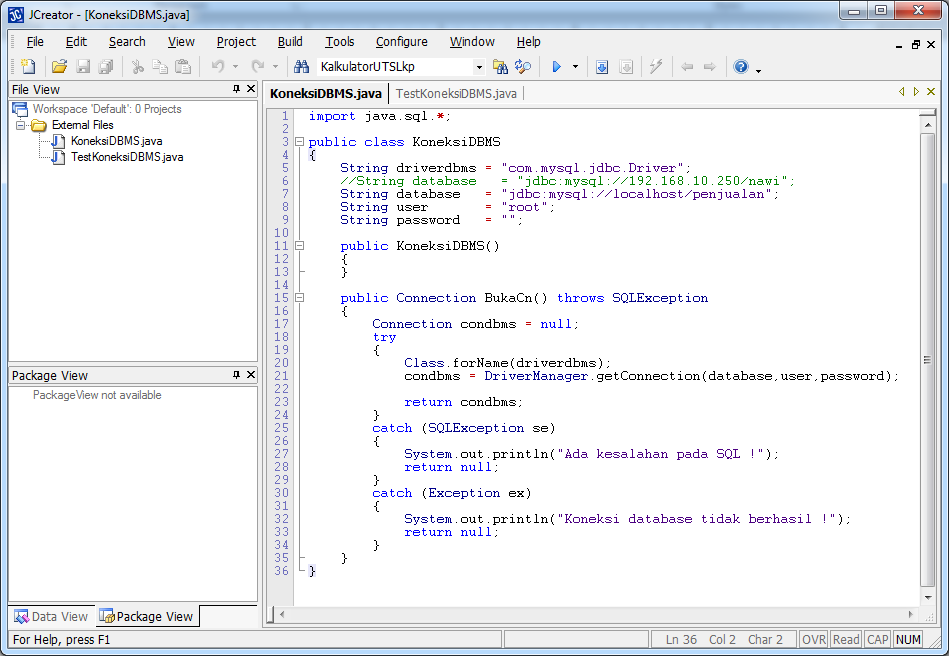 JCreator - [KoneksiDBMS.java]
File Edit Search View Project Build Tools Configure Window Help
KalkulatorUTSLkp
File View
Workspace 'Default': 0 Projects
External Files
KoneksiDBMS.java
TestKoneksiDBMS.java
Package View
PackageView not available
Data View Package View
KoneksiDBMS.java TestKoneksiDBMS.java
1 import java.sql.*;
2
3 public class KoneksiDBMS
4 {
5 String driverdbms = "com.mysql.jdbc.Driver";
6 //String database = "jdbc:mysql://192.168.10.250/nawi";
7 String database = "jdbc:mysql://localhost/penjualan";
8 String user = "root";
9 String password = "";
10
11 public KoneksiDBMS()
12 {
13 }
14
15 public Connection BukaCn() throws SQLException
16 {
17 Connection condbms = null;
18 try
19 {
20 Class.forName(driverdbms);
21 condbms = DriverManager.getConnection(database,user,password);
22
23 return condbms;
24 }
25 catch (SQLException se)
26 {
27 System.out.println("Ada kesalahan pada SQL !");
28 return null;
29 }
30 catch (Exception ex)
31 {
32 System.out.println("Koneksi database tidak berhasil !");
33 return null;
34 }
35 }
36 }
For Help, press F1
Ln 36 Col 2 Char 2 OVR Read CAP NUM